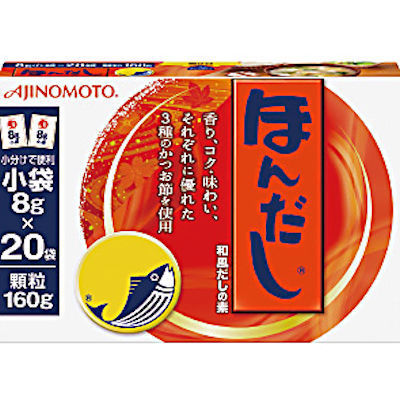 AJINOMOTO®
8g
8g
小分けで便利
小袋
8g
×
20袋
顆粒
160g
香り、コク・味わい、
それぞれに優れた
3種のかつお節を使用
ほんだし®
和風だしの素
®